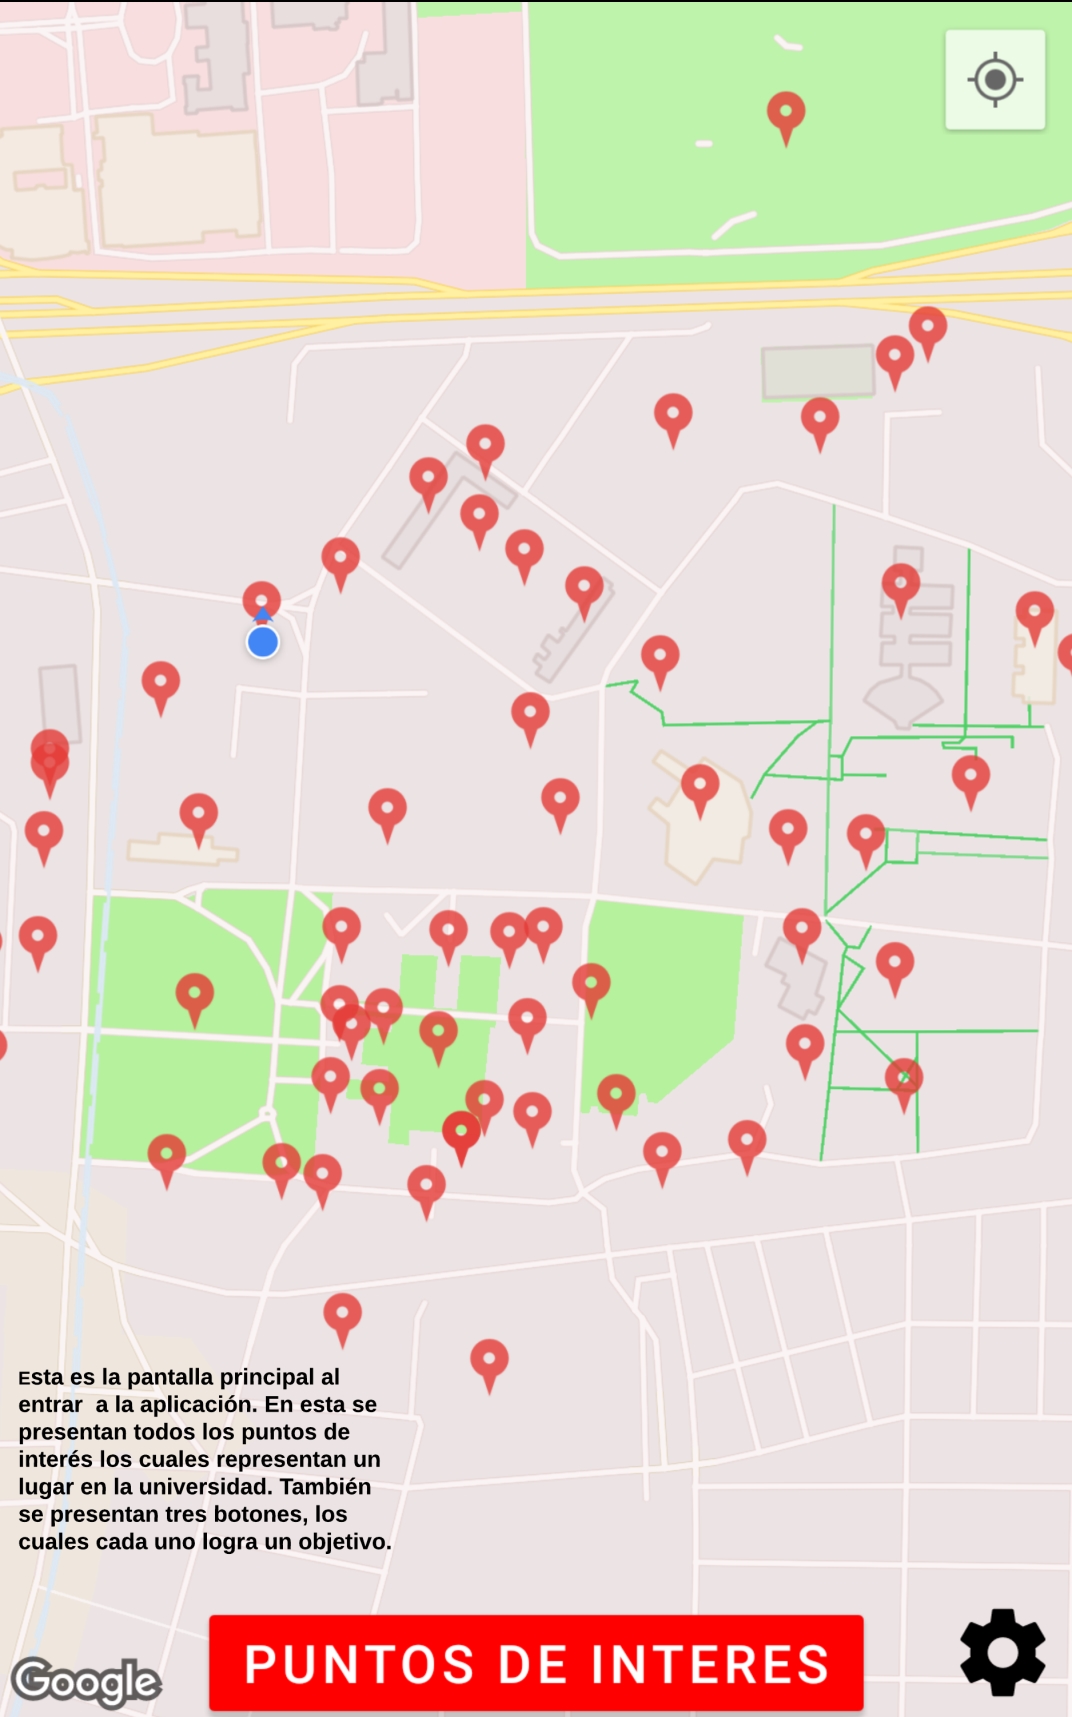 Esta es la pantalla principal al
entrar a la aplicación. En esta se
presentan todos los puntos de
interés los cuales representan un
lugar en la universidad. También
se presentan tres botones, los
cuales cada uno logra un objetivo.
PUNTOS DE INTERES
Google